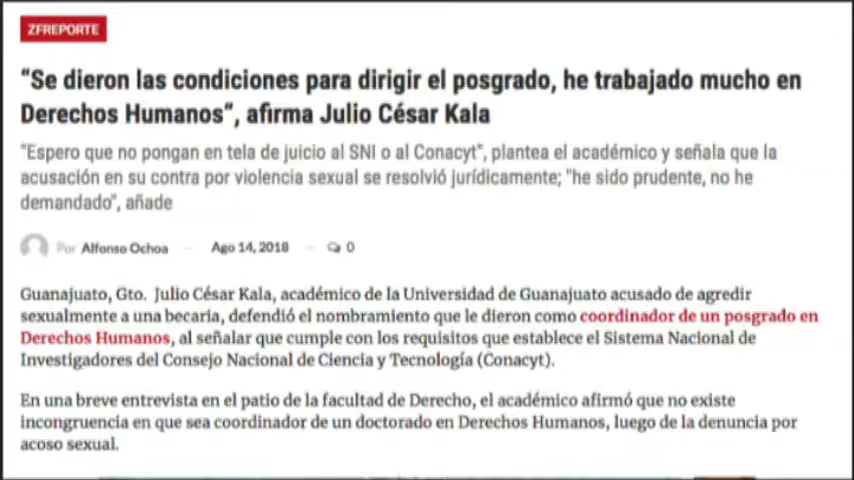 ZFREPORTE
“Se dieron las condiciones para dirigir el posgrado, he trabajado mucho en
Derechos Humanos”, afirma Julio César Kala
"Espero que no pongan en tela de juicio al SNI o al Conacyt", plantea el académico y señala que la
acusación en su contra por violencia sexual se resolvió jurídicamente; "he sido prudente, no he
demandado", añade
Por Alfonso Ochoa — Ago 14, 2018 — 0
Guanajuato, Gto. Julio César Kala, académico de la Universidad de Guanajuato acusado de agredir
sexualmente a una becaria, defendió el nombramiento que le dieron como coordinador de un posgrado en
Derechos Humanos, al señalar que cumple con los requisitos que establece el Sistema Nacional de
Investigadores del Consejo Nacional de Ciencia y Tecnología (Conacyt).
En una breve entrevista en el patio de la facultad de Derecho, el académico afirmó que no existe
incongruencia en que sea coordinador de un doctorado en Derechos Humanos, luego de la denuncia por
acoso sexual.